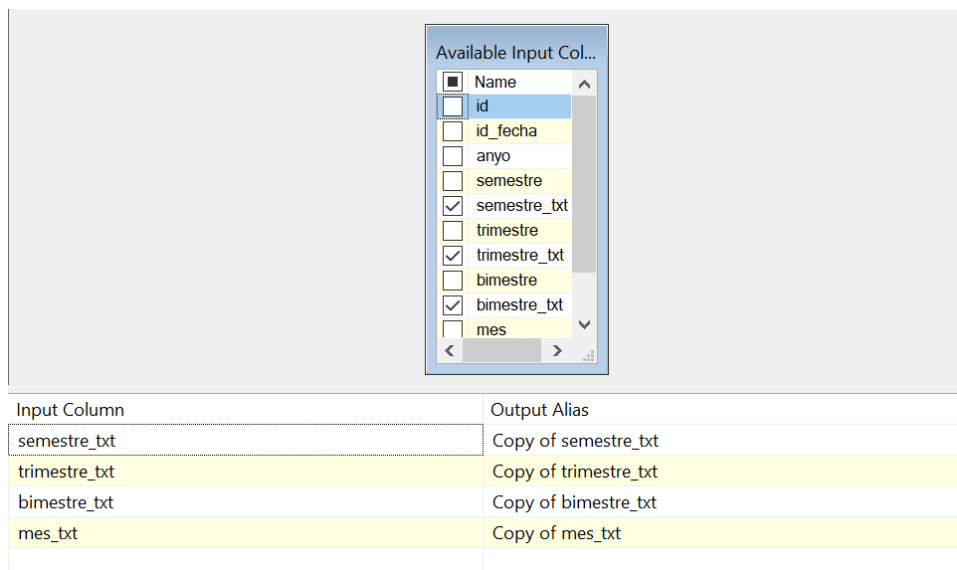 Available Input Col...
Name
id
id_fecha
anyo
semestre
semestre_txt
trimestre
trimestre_txt
bimestre
bimestre_txt
mes
Input Column Output Alias
semestre_txt Copy of semestre_txt
trimestre_txt Copy of trimestre_txt
bimestre_txt Copy of bimestre_txt
mes_txt Copy of mes_txt